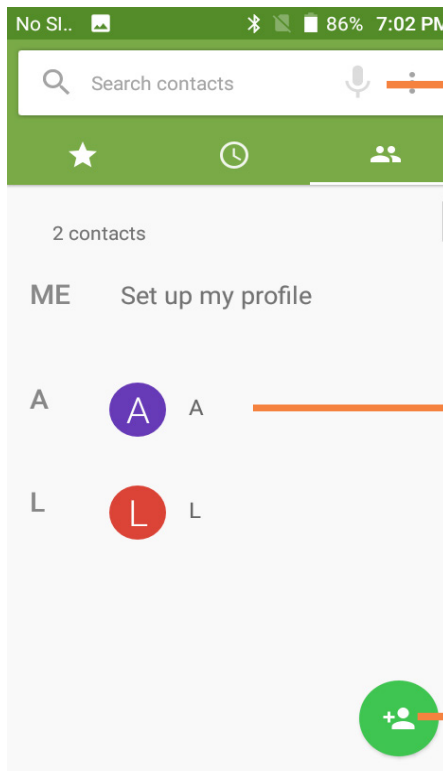 No SI.. 86% 7:02 PM
Search contacts
2 contacts
ME Set up my profile
A A A
L L L